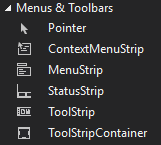 Menus & Toolbars
Pointer
ContextMenuStrip
MenuStrip
StatusStrip
ToolStrip
ToolStripContainer